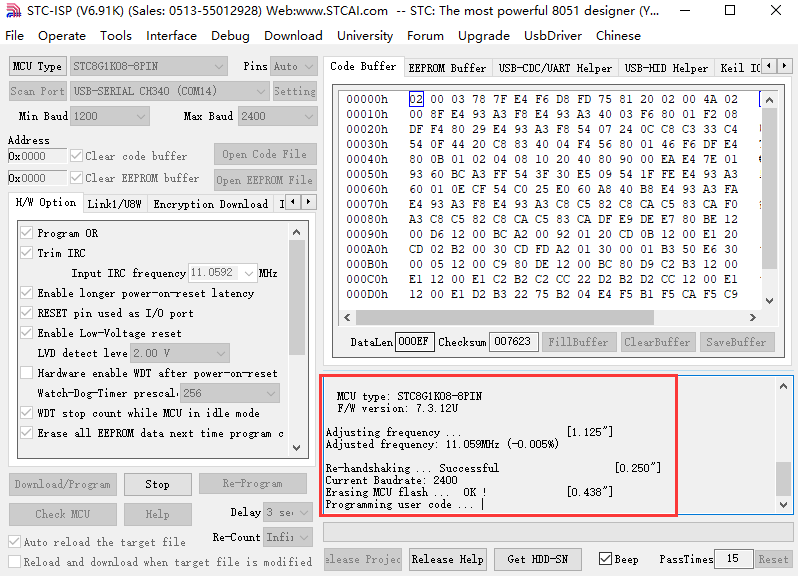 STC-ISP (V6.91K) (Sales: 0513-55012928) Web:www.STCAI.com -- STC: The most powerful 8051 designer (Y...
File Operate Tools Interface Debug Download University Forum Upgrade UsbDriver Chinese
MCU Type STC8G1K08-8PIN Pins Auto
Scan Port USB-SERIAL CH340 (COM14) Setting
Min Baud 1200 Max Baud 2400
Address
0x0000 Clear code buffer Open Code File
0x0000 Clear EEPROM buffer Open EEPROM File
H/W Option Link1/U8W Encryption Download
Program OR
Trim IRC
Input IRC frequency 11.0592 MHz
Enable longer power-on-reset latency
RESET pin used as I/O port
Enable Low-Voltage reset
LVD detect leve 2.00 V
Hardware enable WDT after power-on-reset
Watch-Dog-Timer prescal 256
WDT stop count while MCU in idle mode
Erase all EEPROM data next time program c
Download/Program Stop Re-Program
Check MCU Help Delay 3 sec
Auto reload the target file Re-Count Infi
Reload and download when target file is modified
Code Buffer EEPROM Buffer USB-CDC/UART Helper USB-HID Helper Keil IC
00000h 02 00 03 78 7F E4 F6 D8 FD 75 81 20 02 00 4A 02
00010h 00 8F E4 93 A3 F8 E4 93 A3 40 03 F6 80 01 F2 08
00020h DF F4 80 29 E4 93 A3 F8 54 07 24 0C C8 C3 33 C4
00030h 54 0F 44 20 C8 83 40 04 F4 56 80 01 46 F6 DF E4
00040h 80 0B 01 02 04 08 10 20 40 80 90 00 EA E4 7E 01
00050h 93 60 BC A3 FF 54 3F 30 E5 09 54 1F FE E4 93 A3
00060h 60 01 0E CF 54 C0 25 E0 60 A8 40 B8 E4 93 A3 FA
00070h E4 93 A3 F8 E4 93 A3 C8 C5 82 C8 CA C5 83 CA F0
00080h A3 C8 C5 82 C8 CA C5 83 CA DF E9 DE E7 80 BE 12
00090h 00 D6 12 00 BC A2 00 92 01 20 CD 0B 12 00 E1 20
000A0h CD 02 B2 00 30 CD FD A2 01 30 00 01 B3 50 E6 30
000B0h 00 05 12 00 C9 80 DE 12 00 BC 80 D9 C2 B3 12 00
000C0h E1 12 00 E1 C2 B2 C2 CC 22 D2 B2 D2 CC 12 00 E1
000D0h 12 00 E1 D2 B3 22 75 B2 04 E4 F5 B1 F5 CA F5 C9
DataLen 000EF Checksum 007623 FillBuffer ClearBuffer SaveBuffer
MCU type: STC8G1K08-8PIN
F/W version: 7.3.12U
Adjusting frequency ... [1.125"]
Adjusted frequency: 11.059MHz (-0.005%)
Re-handshaking ... Successful [0.250"]
Current Baudrate: 2400
Erasing MCU flash ... OK ! [0.438"]
Programming user code ...
elease Projec Release Help Get HDD-SN Beep PassTimes 15 Reset